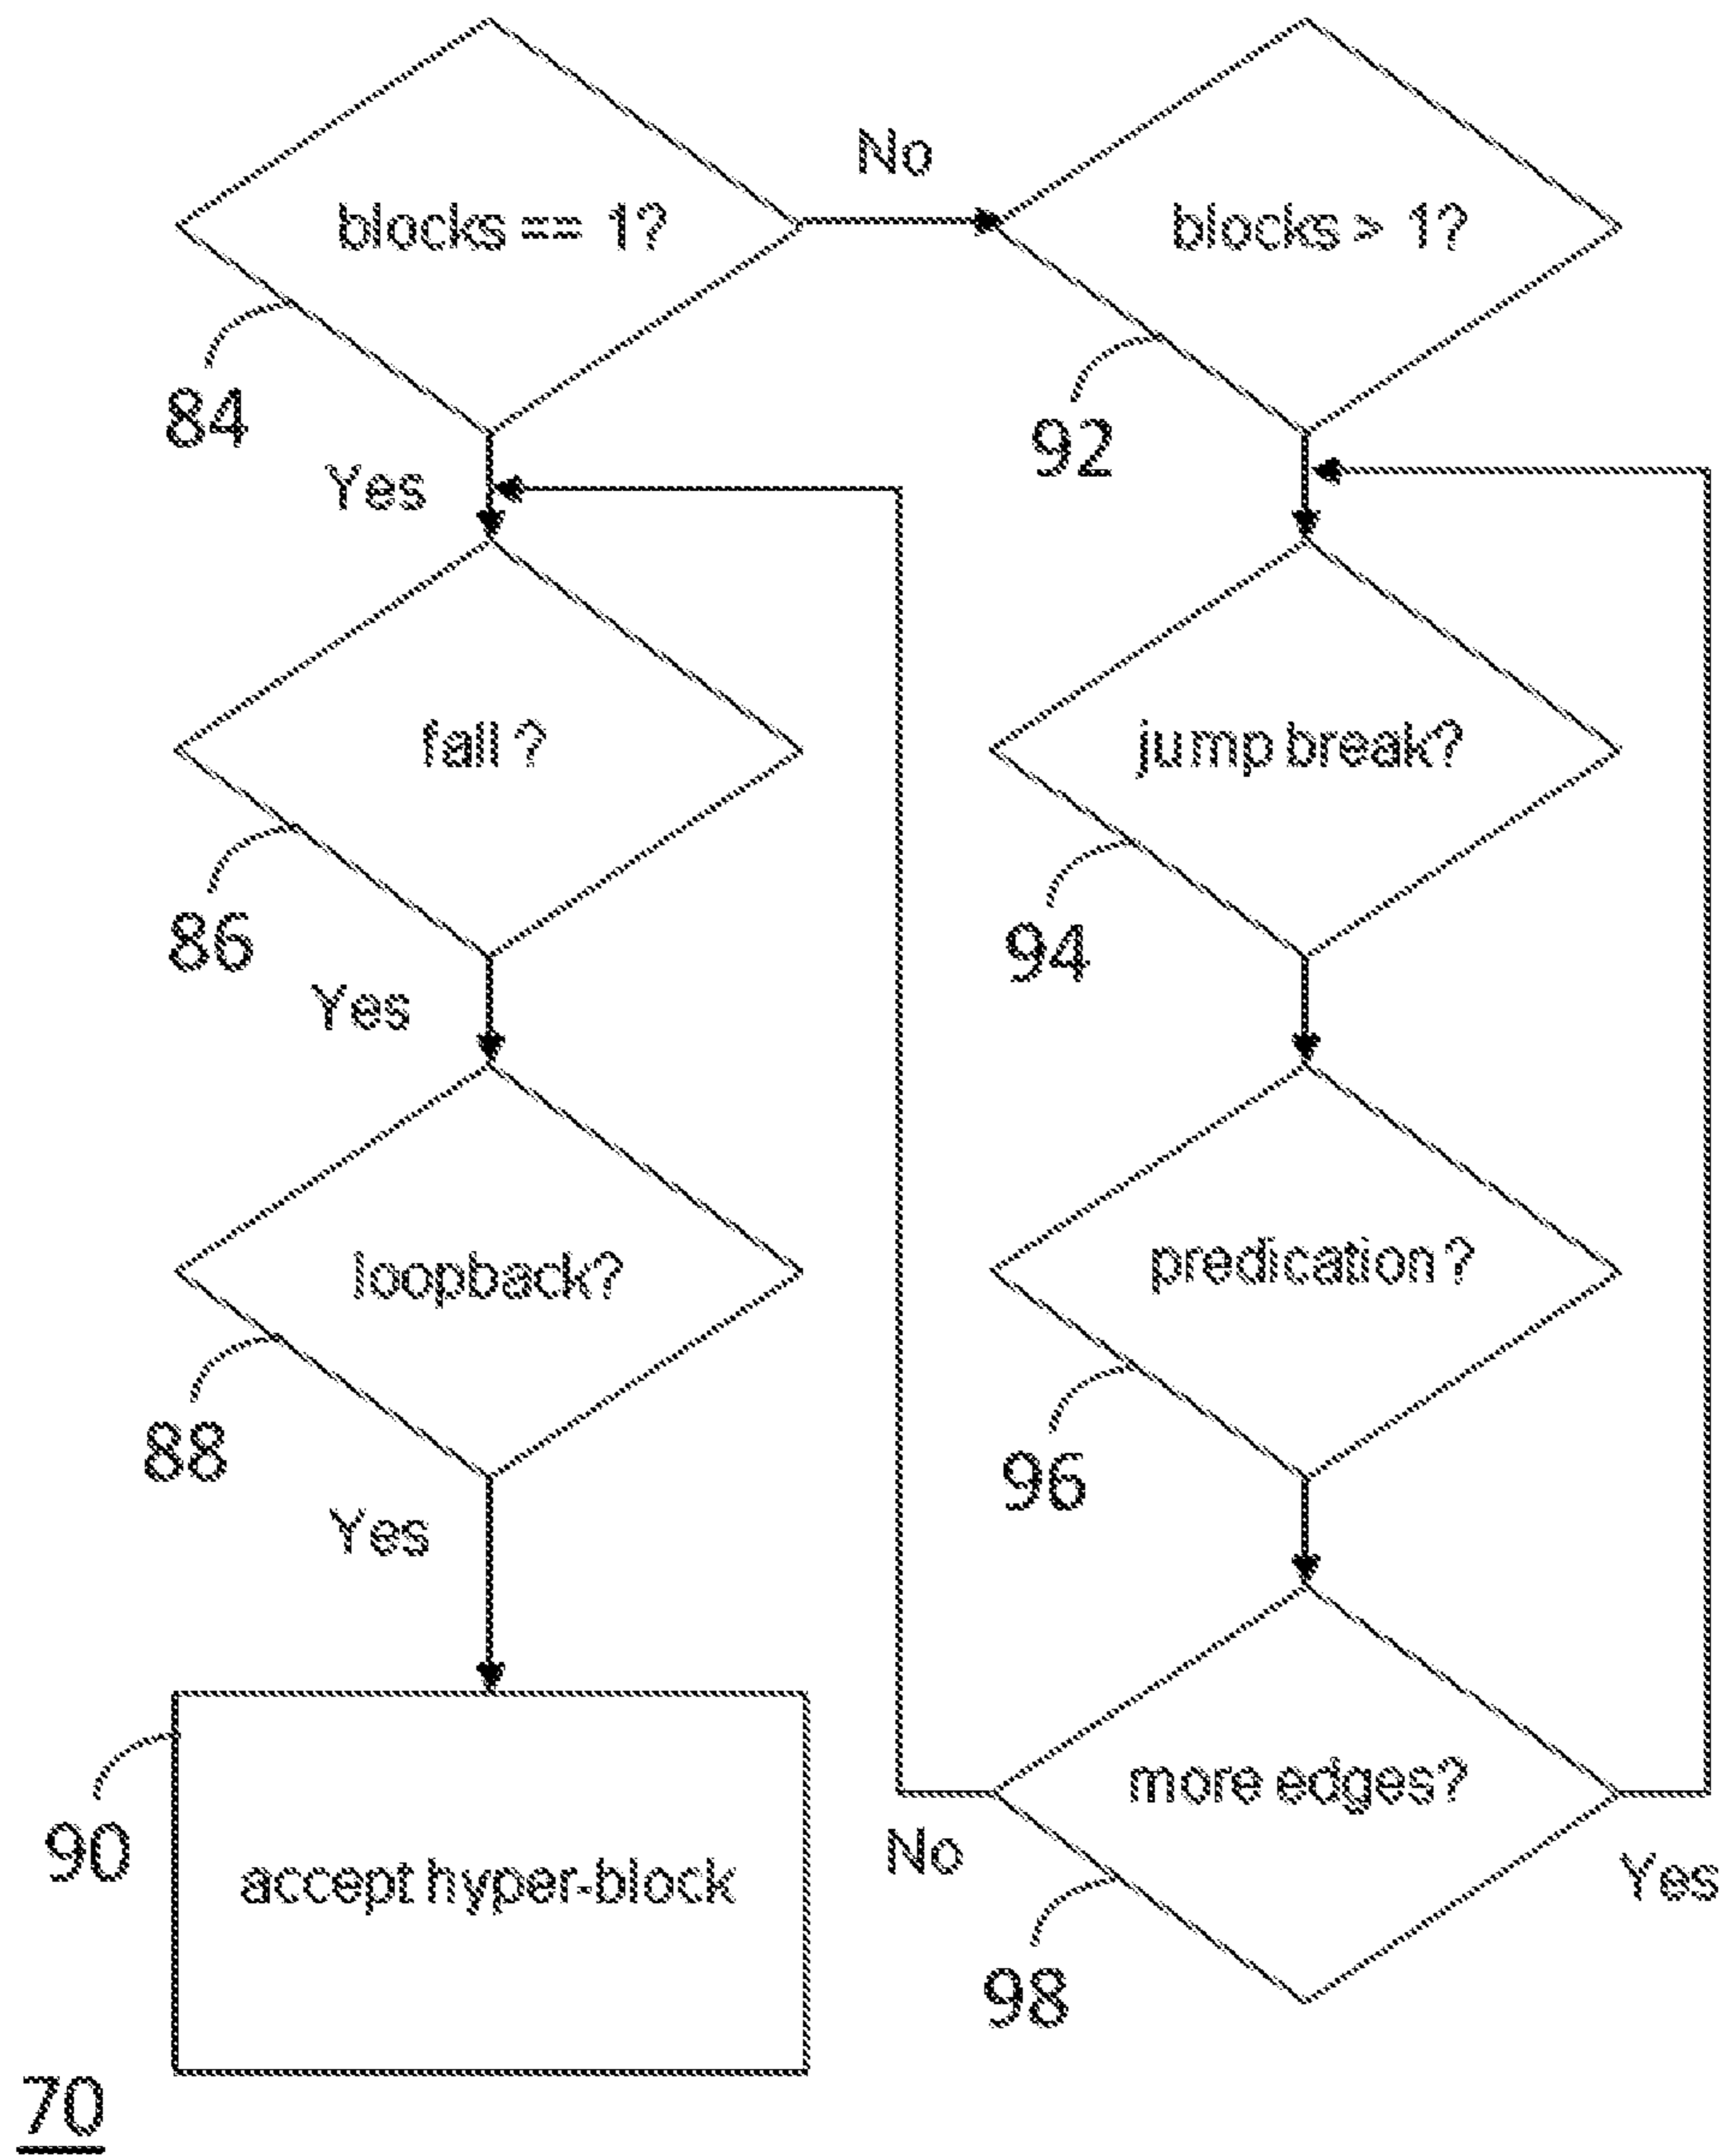 No
blocks == 1?
blocks > 1?
84
92
Yes
fall ?
jump break?
86
94
Yes
loopback?
predication ?
88
96
Yes
more edges?
90
accept hyper-block
No
Yes
98
70